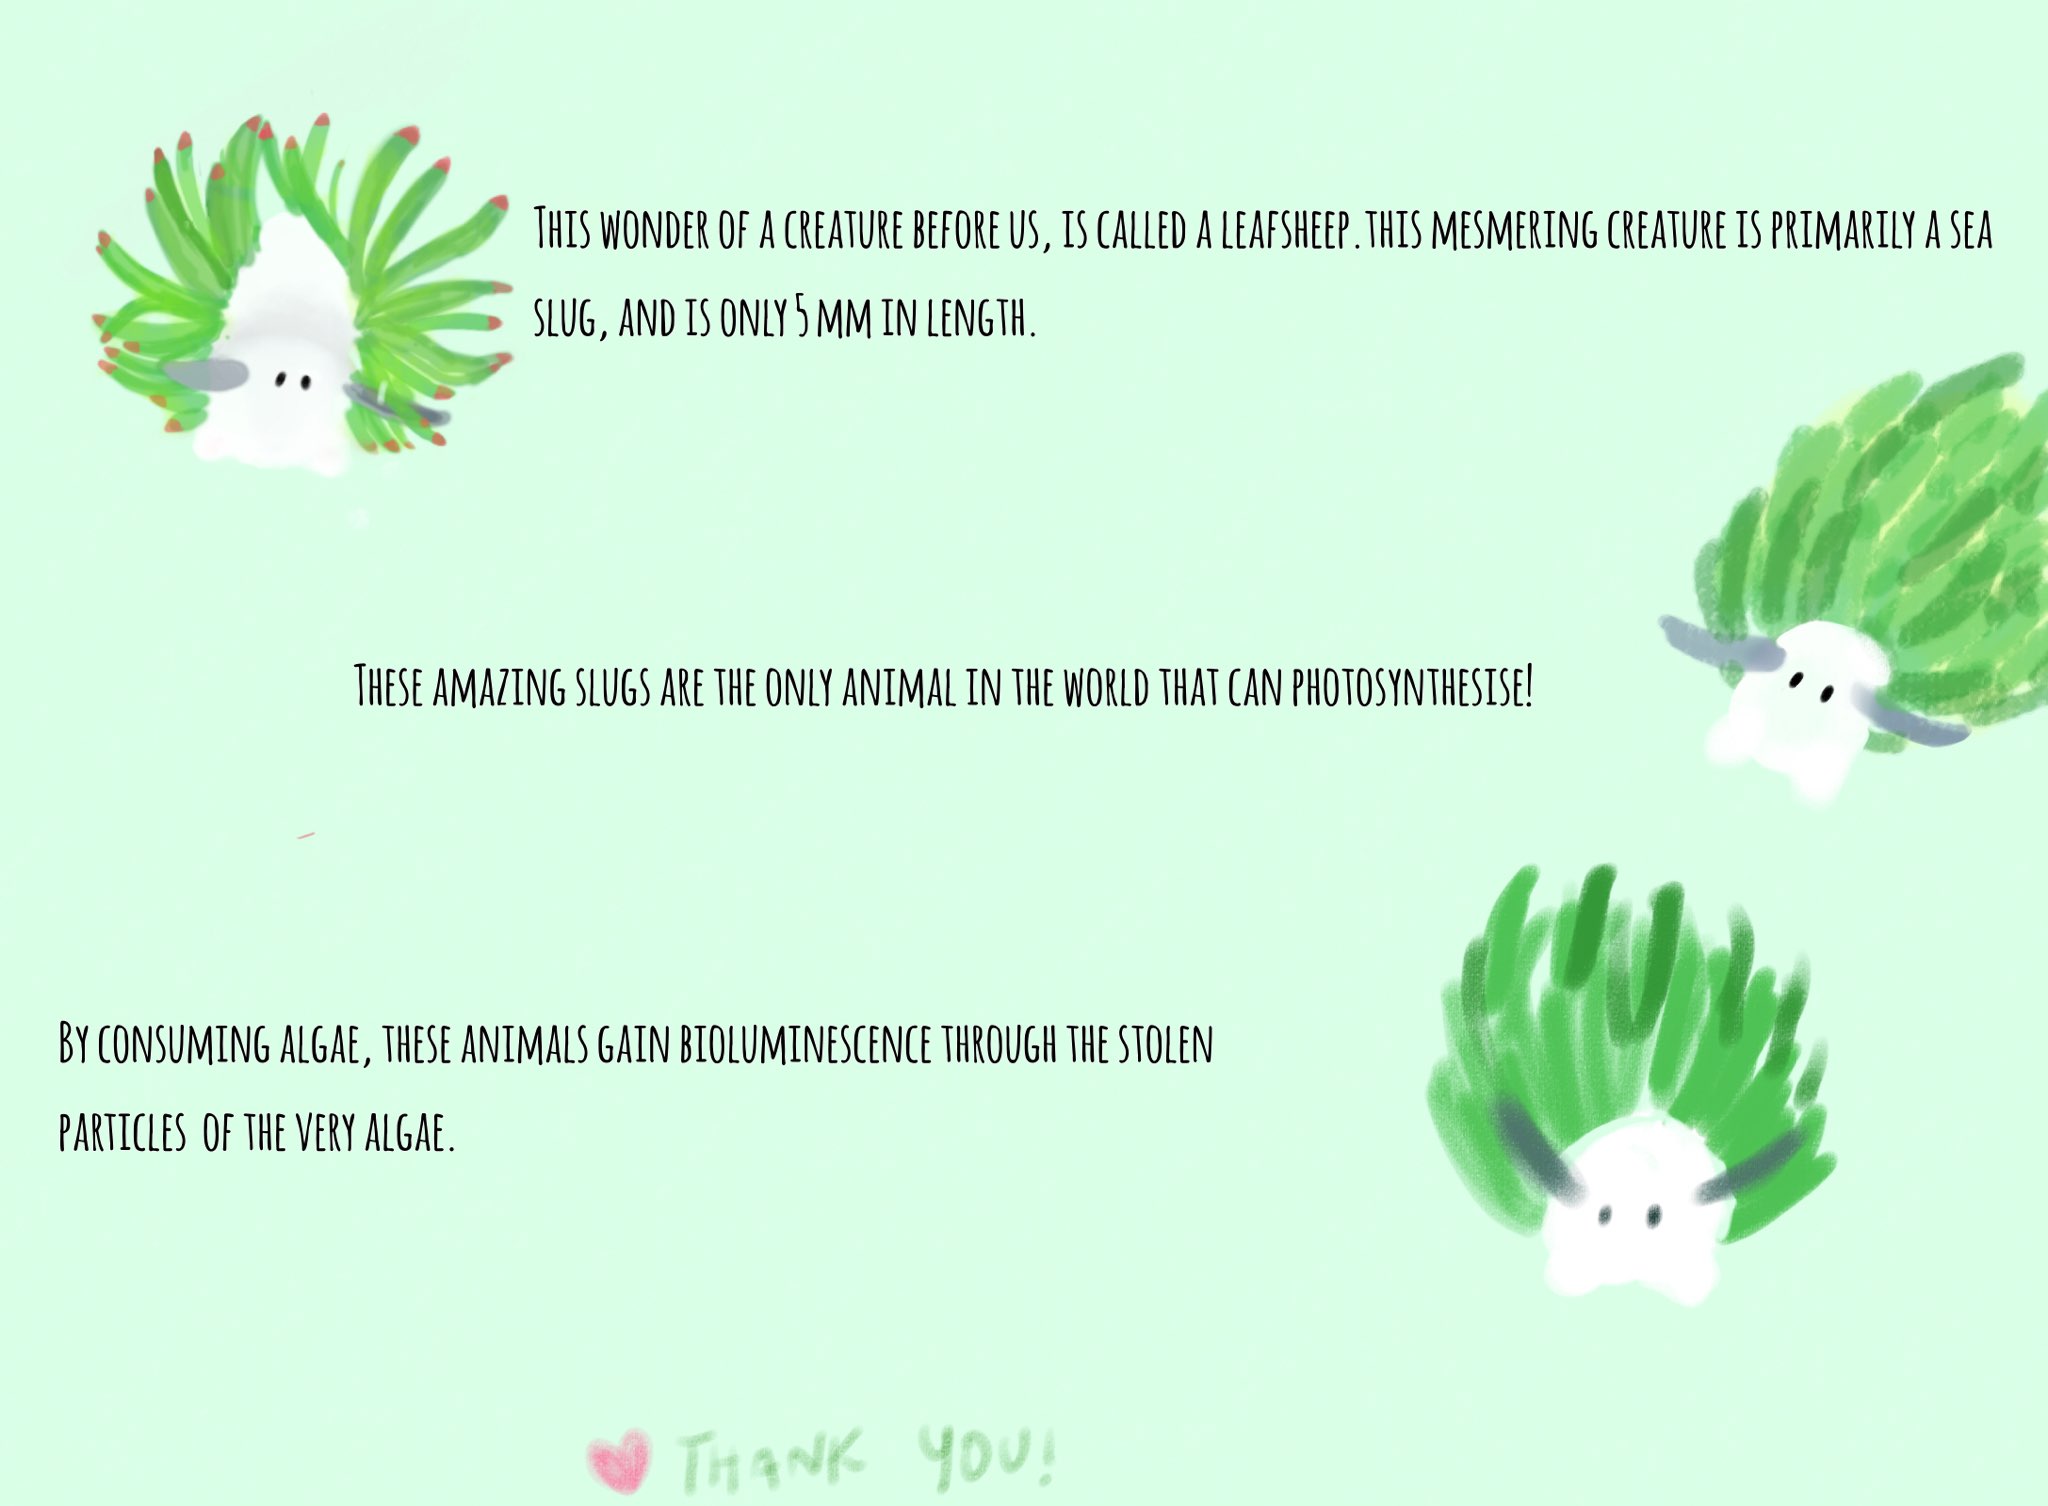 This wonder of a creature before us, is called a leafsheep.this mesmering creature is primarily a sea
slug, and is only 5 mm in length.
These amazing slugs are the only animal in the world that can photosynthesise!
By consuming algae, these animals gain bioluminescence through the stolen
particles of the very algae.
THANK YOU!